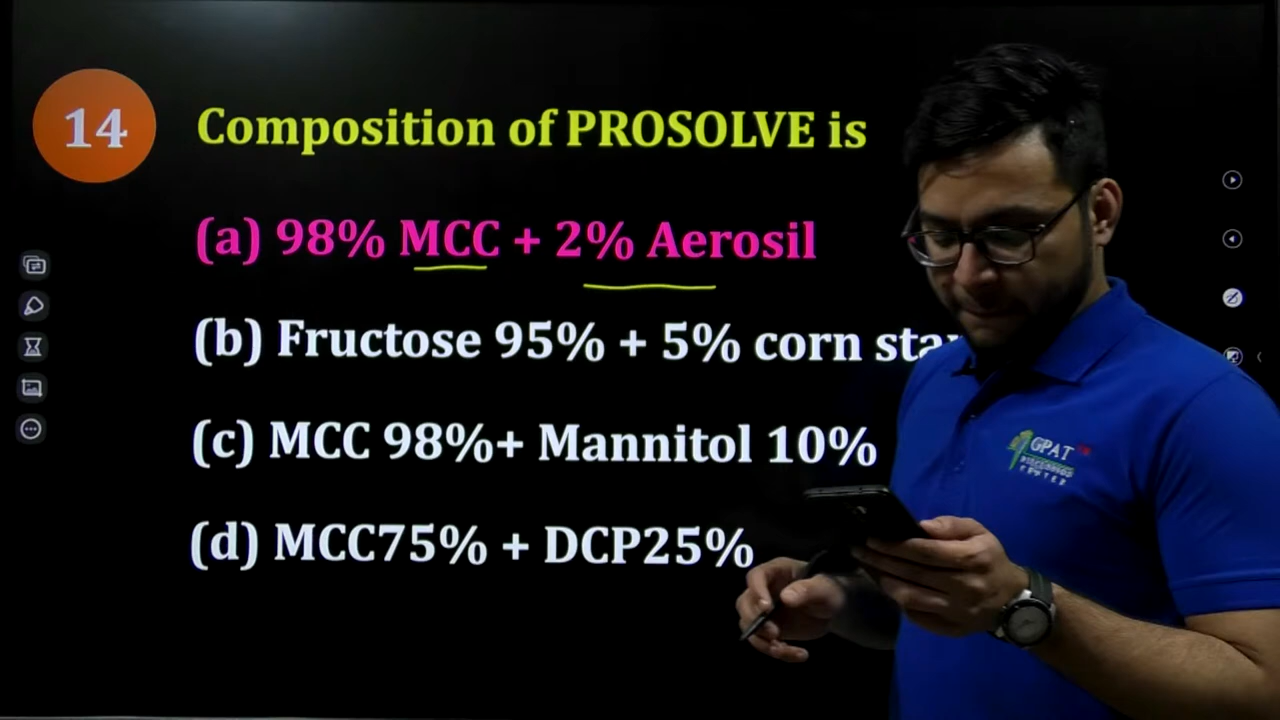 14
Composition of PROSOLVE is
(a) 98% MCC + 2% Aerosil
(b) Fructose 95% + 5% corn
(c) MCC 98%+ Mannitol 10%
(d) MCC75% + DCP25%
GPAT